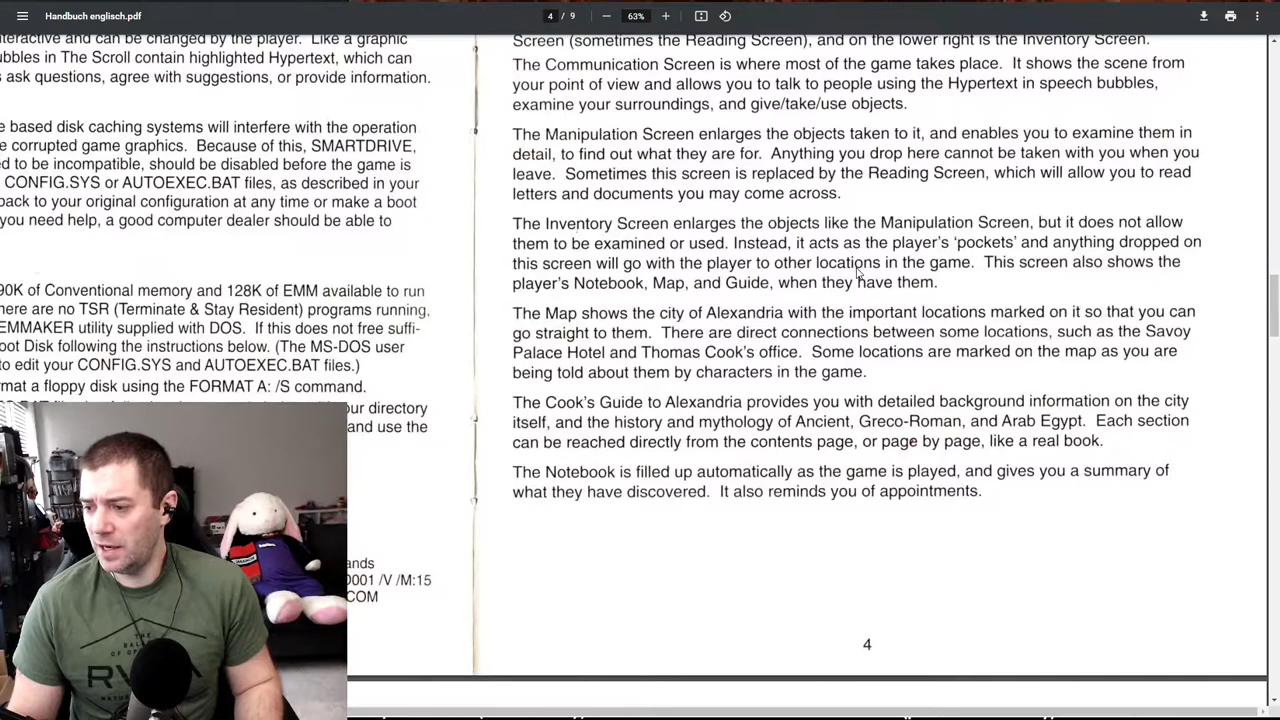 Handbuch englisch.pdf
4 / 9
63%
nteractive and can be changed by the player. Like a graphic
ubbles in The Scroll contain highlighted Hypertext, which can
s ask questions, agree with suggestions, or provide information.
e based disk caching systems will interfere with the operation
e corrupted game graphics. Because of this, SMARTDRIVE,
ed to be incompatible, should be disabled before the game is
CONFIG.SYS or AUTOEXEC.BAT files, as described in your
back to your original configuration at any time or make a boot
you need help, a good computer dealer should be able to
90K of Conventional memory and 128K of EMM available to run
here are no TSR (Terminate & Stay Resident) programs running,
EMMAKER utility supplied with DOS. If this does not free suffi-
oot Disk following the instructions below. (The MS-DOS user
to edit your CONFIG.SYS and AUTOEXEC.BAT files.)
rmat a floppy disk using the FORMAT A: /S command.
our directory
and use the
ands
0001 /V /M:15
COM
Screen (sometimes the Reading Screen), and on the lower right is the Inventory Screen.
The Communication Screen is where most of the game takes place. It shows the scene from
your point of view and allows you to talk to people using the Hypertext in speech bubbles,
examine your surroundings, and give/take/use objects.
The Manipulation Screen enlarges the objects taken to it, and enables you to examine them in
detail, to find out what they are for. Anything you drop here cannot be taken with you when you
leave. Sometimes this screen is replaced by the Reading Screen, which will allow you to read
letters and documents you may come across.
The Inventory Screen enlarges the objects like the Manipulation Screen, but it does not allow
them to be examined or used. Instead, it acts as the player's ‘pockets’ and anything dropped on
this screen will go with the player to other locations in the game. This screen also shows the
player's Notebook, Map, and Guide, when they have them.
The Map shows the city of Alexandria with the important locations marked on it so that you can
go straight to them. There are direct connections between some locations, such as the Savoy
Palace Hotel and Thomas Cook's office. Some locations are marked on the map as you are
being told about them by characters in the game.
The Cook's Guide to Alexandria provides you with detailed background information on the city
itself, and the history and mythology of Ancient, Greco-Roman, and Arab Egypt. Each section
can be reached directly from the contents page, or page by page, like a real book.
The Notebook is filled up automatically as the game is played, and gives you a summary of
what they have discovered. It also reminds you of appointments.
4
THE